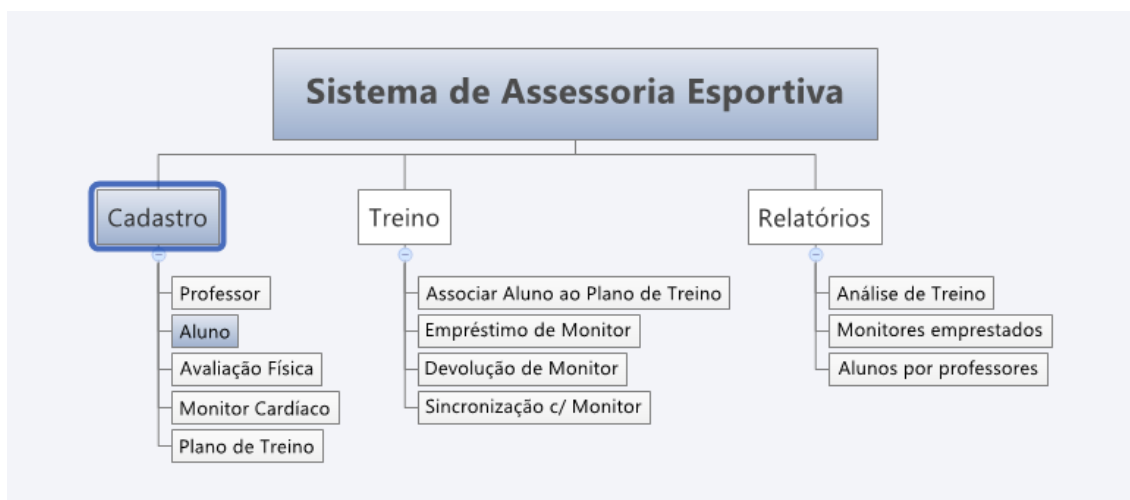 Sistema de Assessoria Esportiva
Cadastro
Professor
Aluno
Avaliação Física
Monitor Cardíaco
Plano de Treino
Treino
Associar Aluno ao Plano de Treino
Empréstimo de Monitor
Devolução de Monitor
Sincronização c/ Monitor
Relatórios
Análise de Treino
Monitores emprestados
Alunos por professores